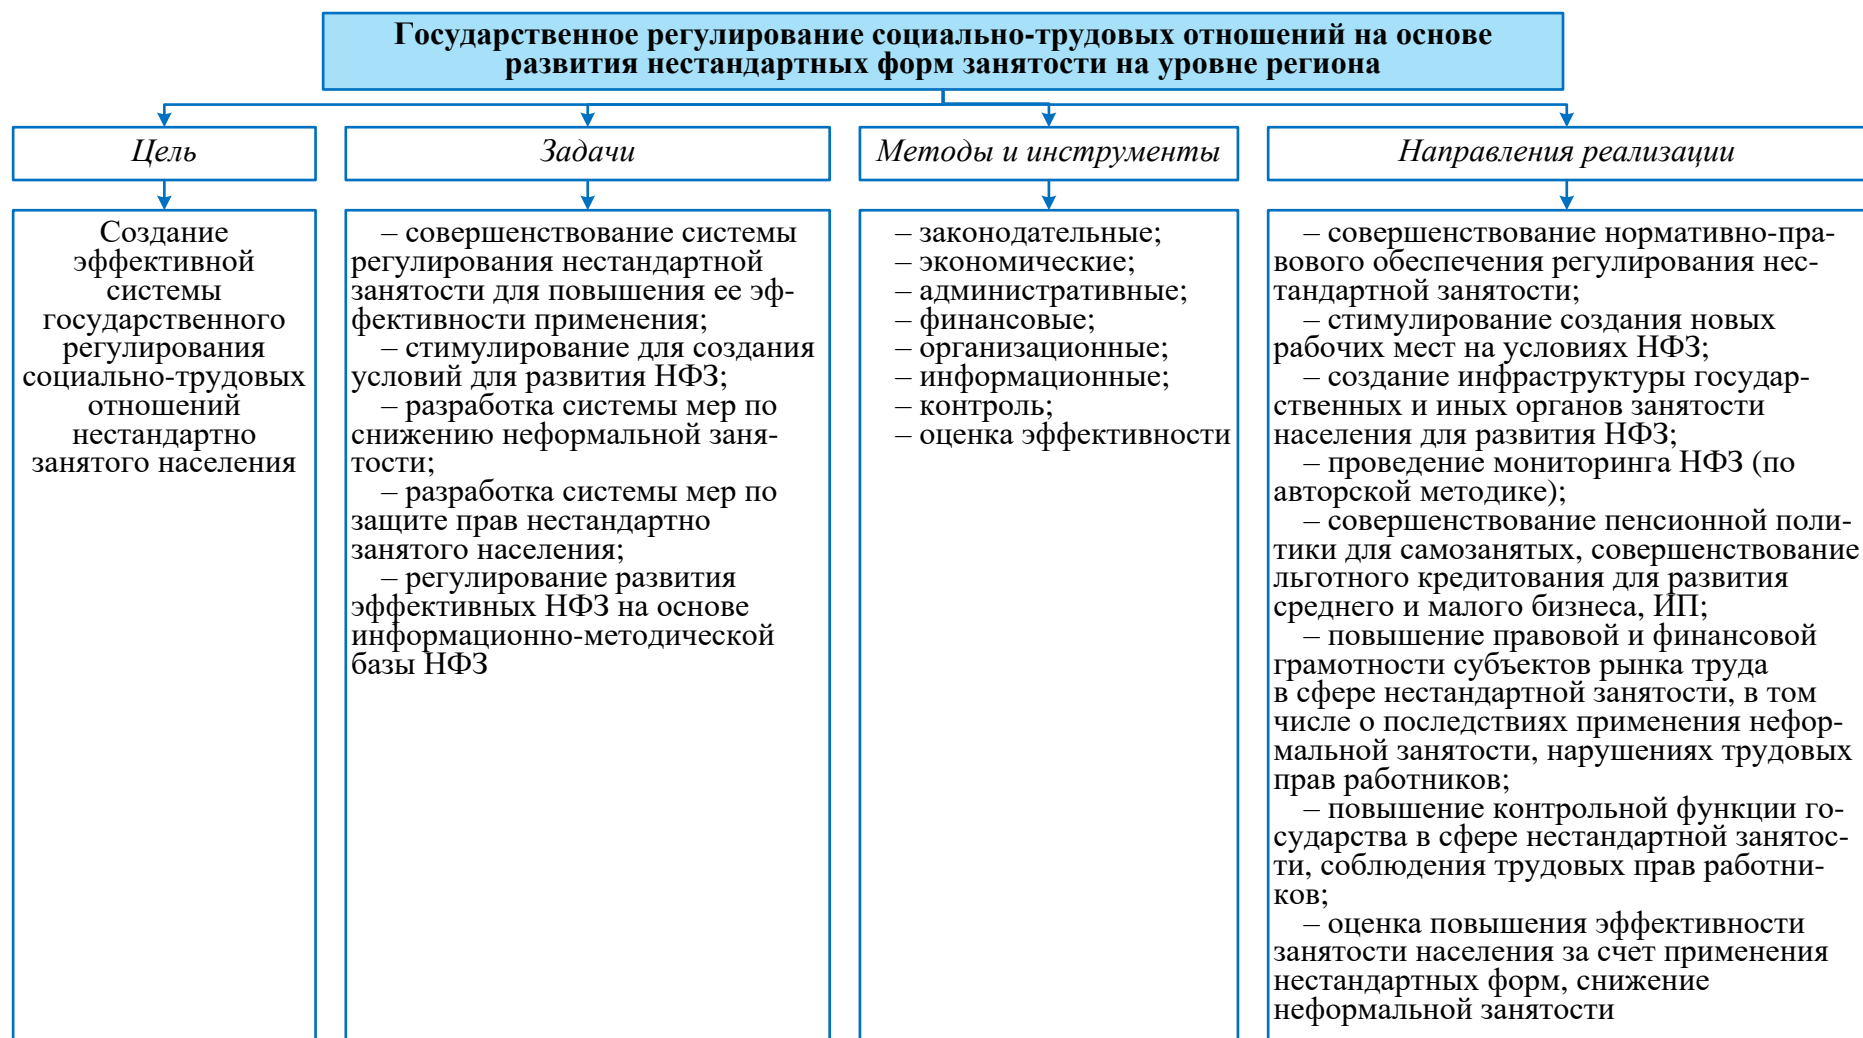 Государственное регулирование социально-трудовых отношений на основе
развития нестандартных форм занятости на уровне региона
Цель
Создание
эффективной
системы
государственного
регулирования
социально-трудовых
отношений
нестандартно
занятого населения
Задачи
– совершенствование системы
регулирования нестандартной
занятости для повышения ее эф-
фективности применения;
– стимулирование для создания
условий для развития НФЗ;
– разработка системы мер по
снижению неформальной заня-
тости;
– разработка системы мер по
защите прав нестандартно
занятого населения;
– регулирование развития
эффективных НФЗ на основе
информационно-методической
базы НФЗ
Методы и инструменты
– законодательные;
– экономические;
– административные;
– финансовые;
– организационные;
– информационные;
– контроль;
– оценка эффективности
Направления реализации
– совершенствование нормативно-пра-
вового обеспечения регулирования нес-
тандартной занятости;
– стимулирование создания новых
рабочих мест на условиях НФЗ;
– создание инфраструктуры государ-
ственных и иных органов занятости
населения для развития НФЗ;
– проведение мониторинга НФЗ (по
авторской методике);
– совершенствование пенсионной поли-
тики для самозанятых, совершенствование
льготного кредитования для развития
среднего и малого бизнеса, ИП;
– повышение правовой и финансовой
грамотности субъектов рынка труда
в сфере нестандартной занятости, в том
числе о последствиях применения нефор-
мальной занятости, нарушениях трудовых
прав работников;
– повышение контрольной функции го-
сударства в сфере нестандартной занятос-
ти, соблюдения трудовых прав работни-
ков;
– оценка повышения эффективности
занятости населения за счет применения
нестандартных форм, снижение
неформальной занятости